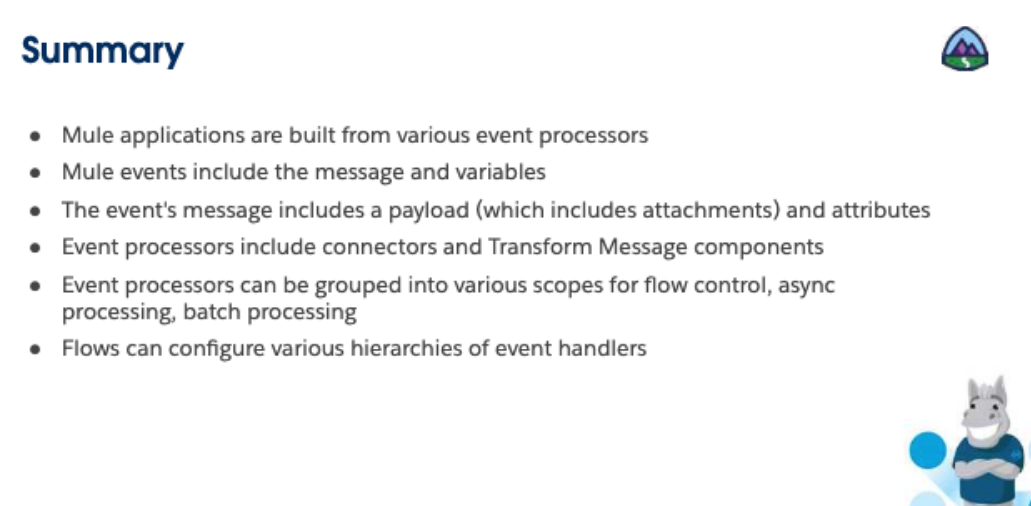 Summary
● Mule applications are built from various event processors
● Mule events include the message and variables
● The event's message includes a payload (which includes attachments) and attributes
● Event processors include connectors and Transform Message components
● Event processors can be grouped into various scopes for flow control, async
processing, batch processing
● Flows can configure various hierarchies of event handlers